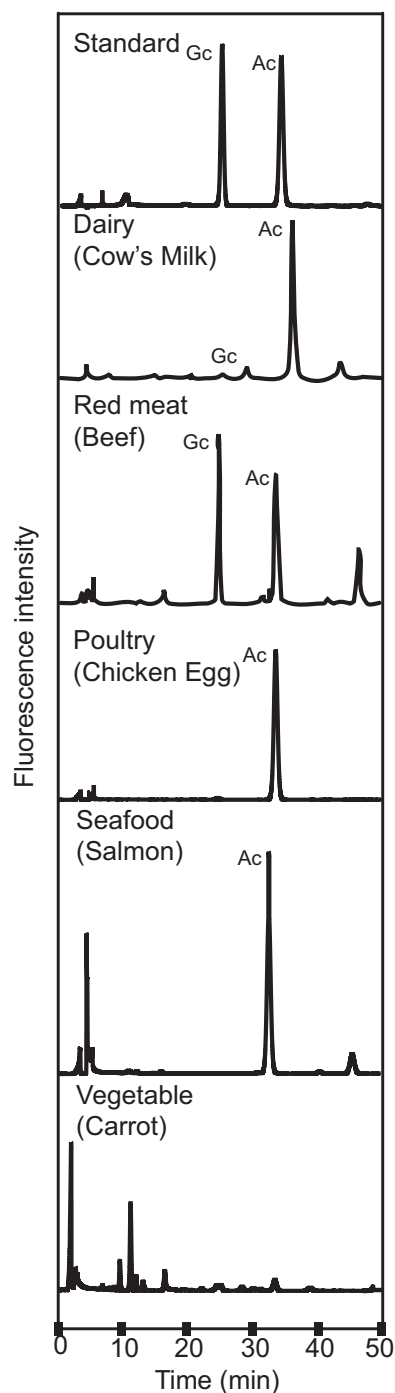 Standard
Gc
Ac
Dairy
(Cow's Milk)
Ac
Gc
Red meat
(Beef)
Gc
Ac
Poultry
(Chicken Egg)
Ac
Seafood
(Salmon)
Ac
Vegetable
(Carrot)
Fluorescence intensity
0 10 20 30 40 50
Time (min)